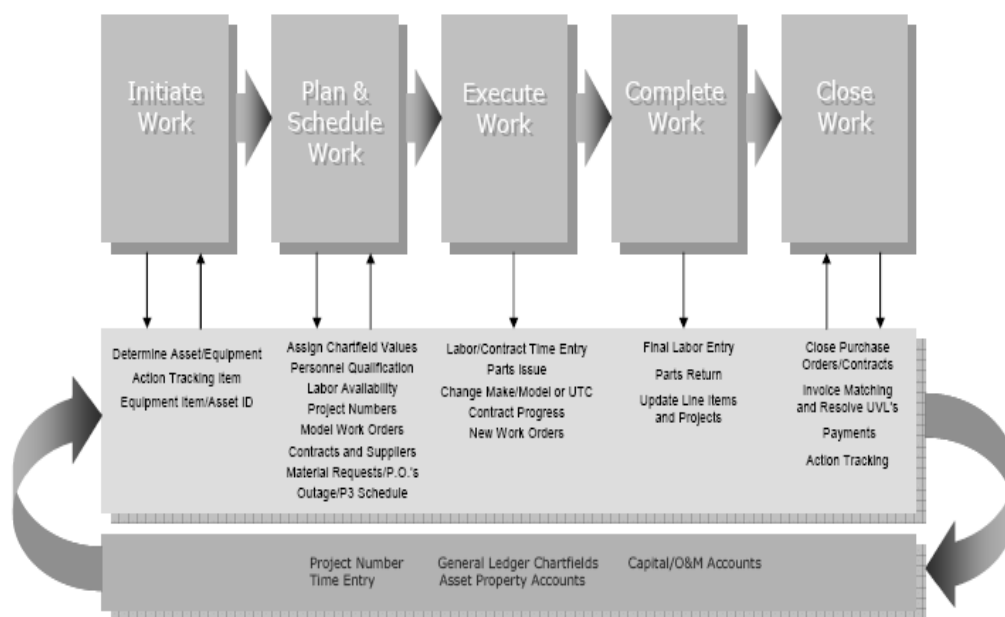 Initiate
Work
Plan &
Schedule
Work
Execute
Work
Complete
Work
Close
Work
Determine Asset/Equipment
Action Tracking Item
Equipment Item/Asset ID
Assign Chartfield Values
Personnel Qualification
Labor Availability
Project Numbers
Model Work Orders
Contracts and Suppliers
Material Requests/P.O.'s
Outage/P3 Schedule
Labor/Contract Time Entry
Parts Issue
Change Make/Model or UTC
Contract Progress
New Work Orders
Final Labor Entry
Parts Return
Update Line Items
and Projects
Close Purchase
Orders/Contracts
Invoice Matching
and Resolve UVL's
Payments
Action Tracking
Project Number
Time Entry
General Ledger Chartfields
Asset Property Accounts
Capital/O&M Accounts